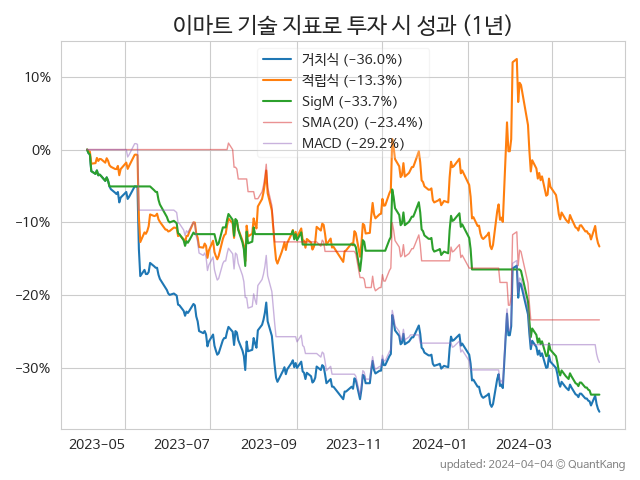 이마트 기술 지표로 투자 시 성과 (1년)
거치식 (−36.0%)
적립식 (−13.3%)
SigM (−33.7%)
SMA(20) (−23.4%)
MACD (−29.2%)
10%
0%
−10%
−20%
−30%
2023−05 2023−07 2023−09 2023−11 2024−01 2024−03
updated: 2024−04−04 © QuantKang